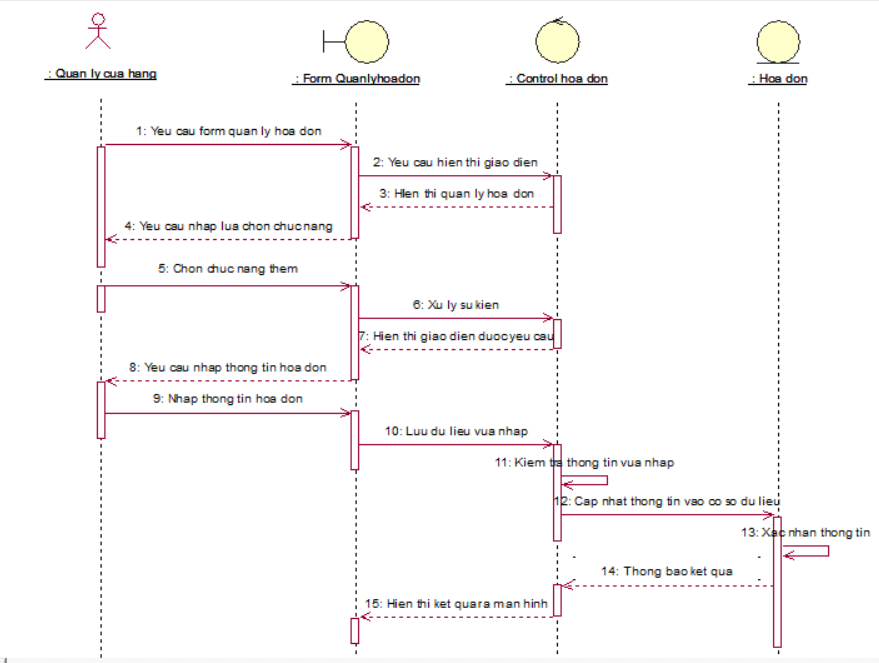 : Quan ly cua hang
: Form Quanlyhoadon
: Control hoa don
: Hoa don
1: Yeu cau form quan ly hoa don
2: Yeu cau hien thi giao dien
3: HIen thi quan ly hoa don
4: Yeu cau nhap lua chon chuc nang
5: Chon chuc nang them
6: Xu ly su kien
7: Hien thi giao dien duoc yeu cau
8: Yeu cau nhap thong tin hoa don
9: Nhap thong tin hoa don
10: Luu du lieu vua nhap
11: Kiem tra thong tin vua nhap
12: Cap nhat thong tin vao co so du lieu
13: Xac nhan thong tin
14: Thong bao ket qua
15: Hien thi ket qua ra man hinh